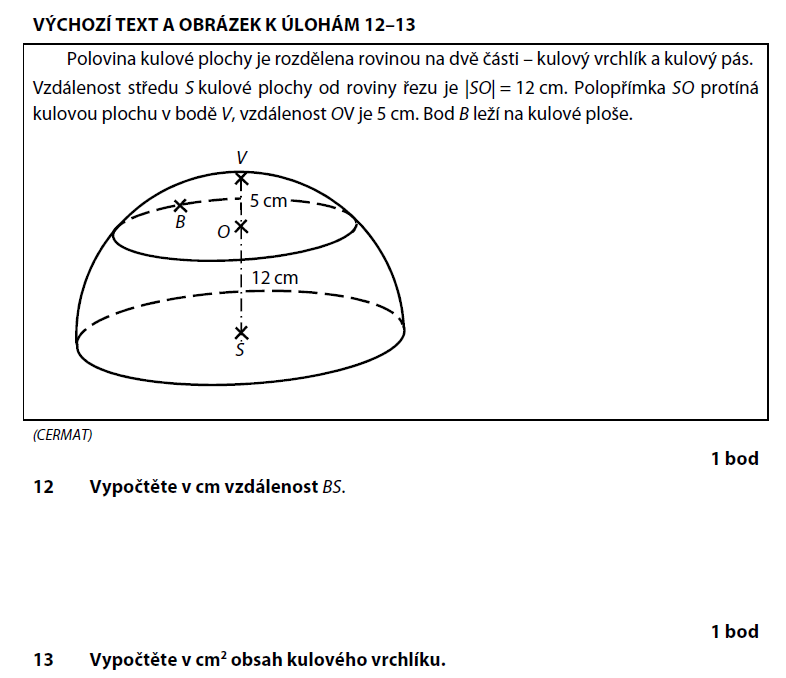 VÝCHOZÍ TEXT A OBRÁZEK K ÚLOHÁM 12–13
Polovina kulové plochy je rozdělena rovinou na dvě části – kulový vrchlík a kulový pás.
Vzdálenost středu S kulové plochy od roviny řezu je |SO| = 12 cm. Polopřímka SO protíná
kulovou plochu v bodě V, vzdálenost OV je 5 cm. Bod B leží na kulové ploše.
V
5 cm
B
O
12 cm
S
(CERMAT)
1 bod
12 Vypočtěte v cm vzdálenost BS.
1 bod
13 Vypočtěte v cm² obsah kulového vrchlíku.